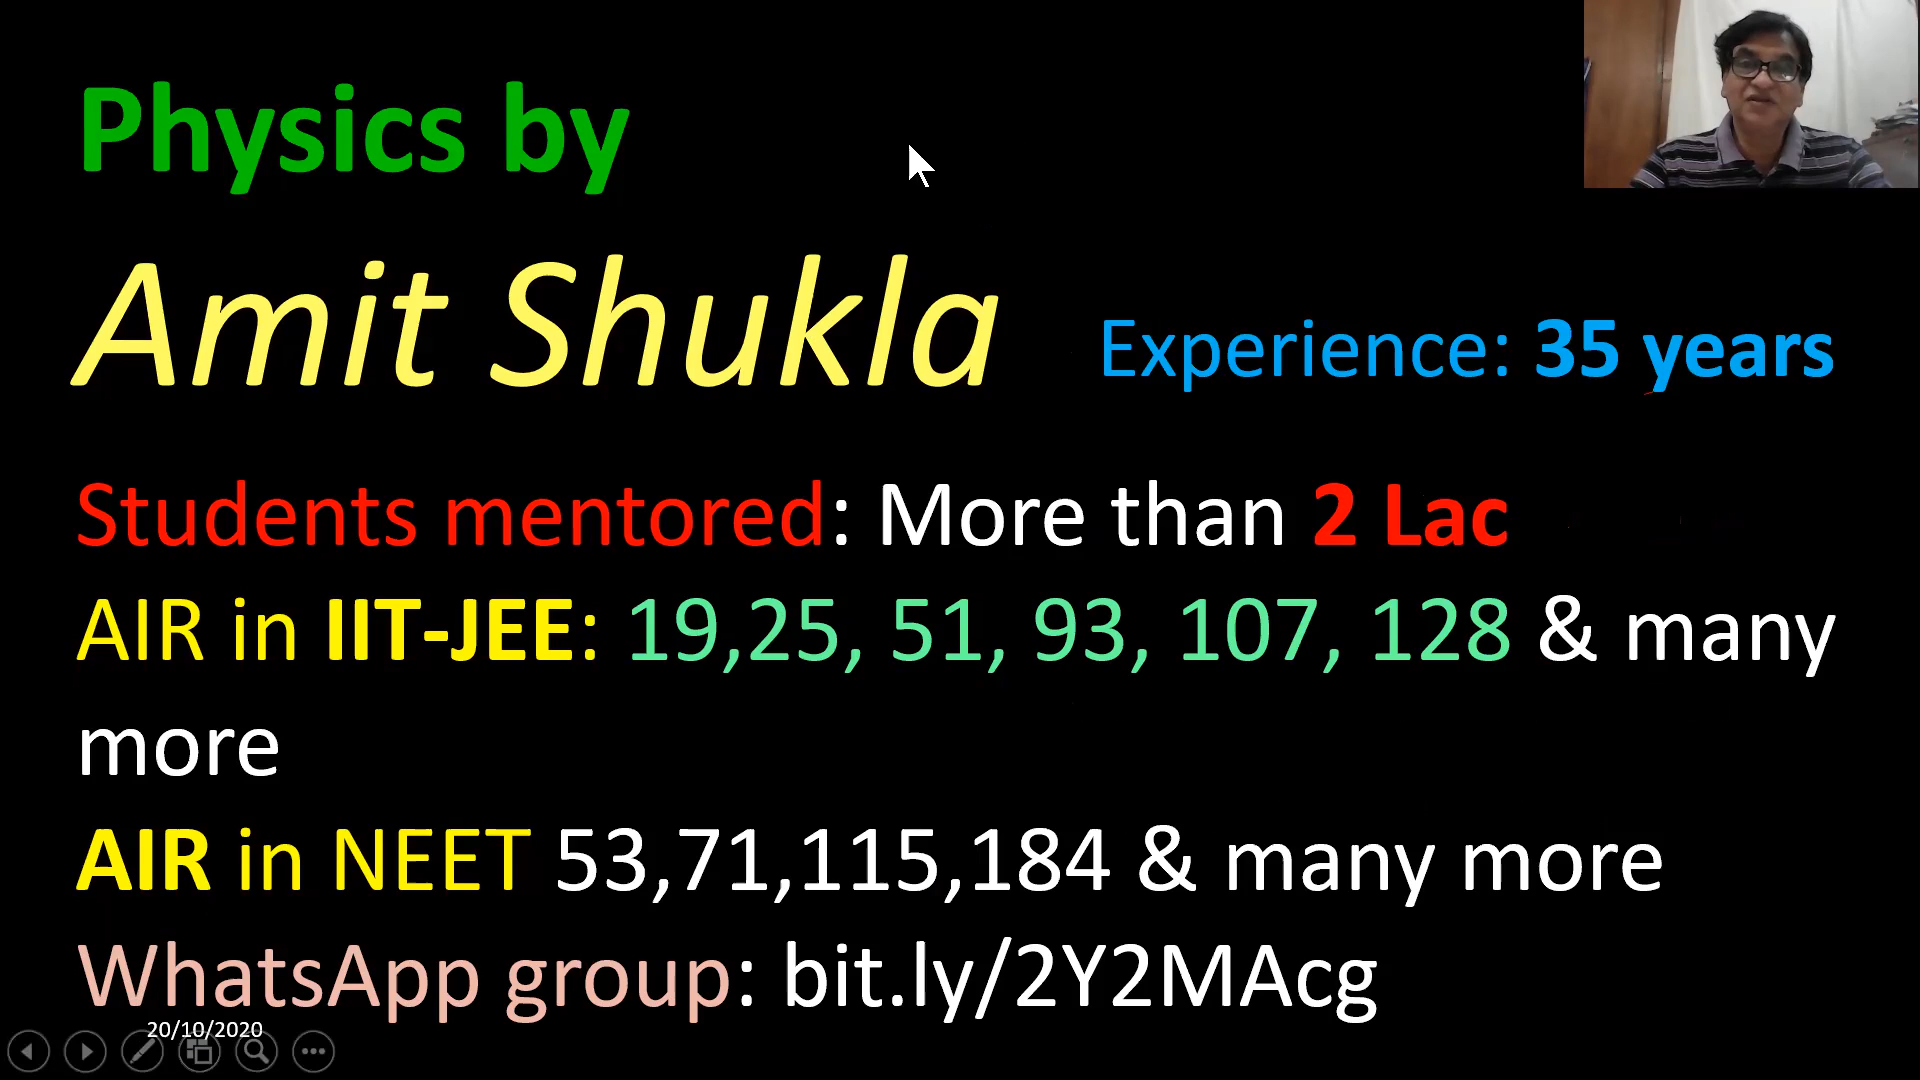 Physics by
Amit Shukla Experience: 35 years
Students mentored: More than 2 Lac
AIR in IIT-JEE: 19,25, 51, 93, 107, 128 & many
more
AIR in NEET 53,71,115,184 & many more
WhatsApp group: bit.ly/2Y2MAcg
20/10/2020